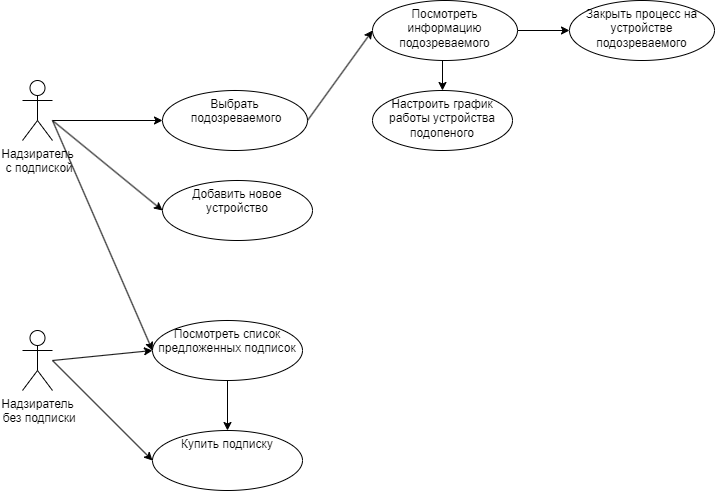 Посмотреть
информацию
подозреваемого
Закрыть процесс на
устройстве
подозреваемого
Выбрать
подозреваемого
Настроить график
работы устройства
подопеного
Надзиратель
с подпиской
Добавить новое
устройство
Посмотреть список
предложенных подписок
Надзиратель
без подписки
Купить подписку